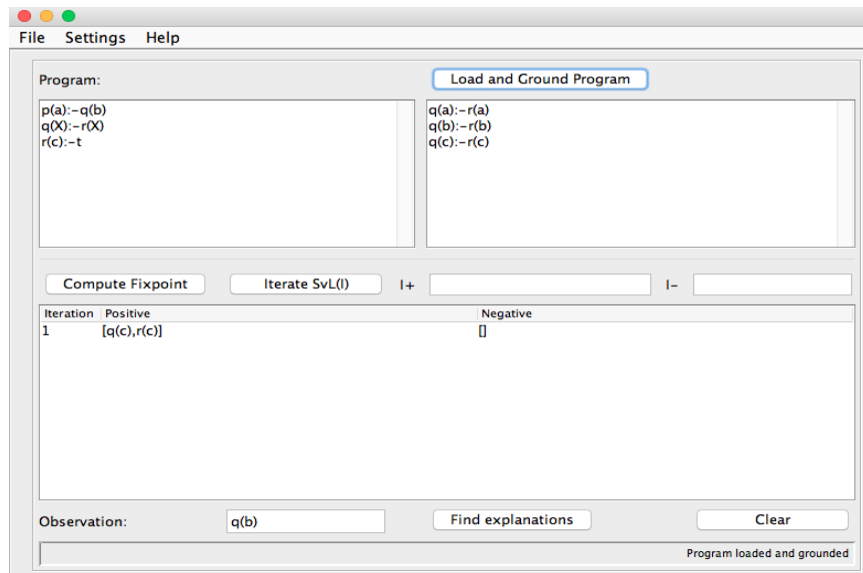 File Settings Help
Program:
Load and Ground Program
p(a):-q(b)
q(X):-r(X)
r(c):-t
q(a):-r(a)
q(b):-r(b)
q(c):-r(c)
Compute Fixpoint
Iterate SvL(I)
I+
I-
Iteration Positive Negative
1 [q(c),r(c)] []
Observation:
q(b)
Find explanations
Clear
Program loaded and grounded